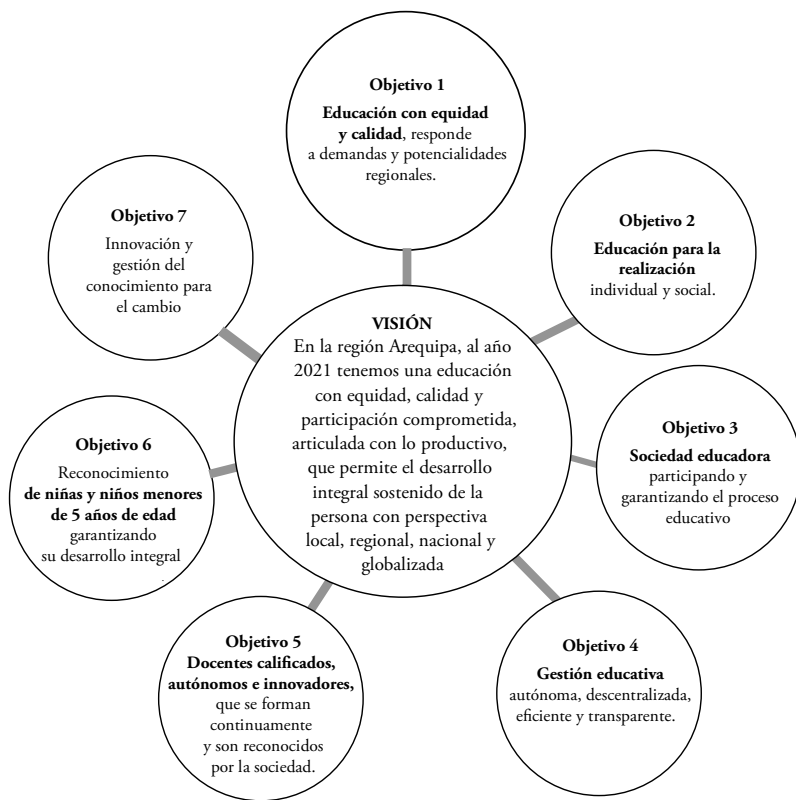 Objetivo 1
Educación con equidad
y calidad, responde
a demandas y potencialidades
regionales.
Objetivo 2
Educación para la
realización
individual y social.
Objetivo 3
Sociedad educadora
participando y
garantizando el proceso
educativo
Objetivo 4
Gestión educativa
autónoma, descentralizada,
eficiente y transparente.
Objetivo 5
Docentes calificados,
autónomos e innovadores,
que se forman
continuamente
y son reconocidos
por la sociedad.
Objetivo 6
Reconocimiento
de niñas y niños menores
de 5 años de edad
garantizando
su desarrollo integral
Objetivo 7
Innovación y
gestión del
conocimiento para
el cambio
VISIÓN
En la región Arequipa, al año
2021 tenemos una educación
con equidad, calidad y
participación comprometida,
articulada con lo productivo,
que permite el desarrollo
integral sostenido de la
persona con perspectiva
local, regional, nacional y
globalizada